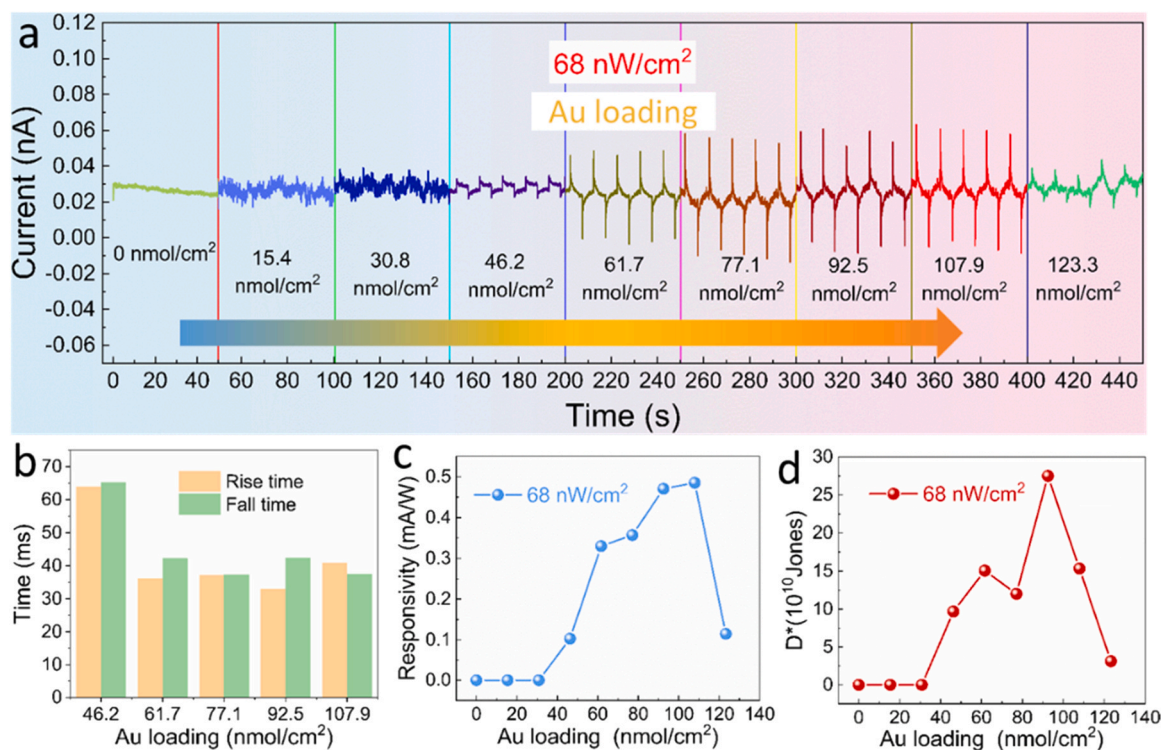 a
0.12
0.10
0.08
0.06
0.04
0.02
0.00
-0.02
-0.04
-0.06
Current (nA)
68 nW/cm²
Au loading
0 nmol/cm²
15.4
nmol/cm²
30.8
nmol/cm²
46.2
nmol/cm²
61.7
nmol/cm²
77.1
nmol/cm²
92.5
nmol/cm²
107.9
nmol/cm²
123.3
nmol/cm²
0 20 40 60 80 100 120 140 160 180 200 220 240 260 280 300 320 340 360 380 400 420 440
Time (s)
b
70
60
50
40
30
20
10
0
Time (ms)
Rise time
Fall time
46.2 61.7 77.1 92.5 107.9
Au loading (nmol/cm²)
c
0.5
0.4
0.3
0.2
0.1
0.0
Responsivity (mA/W)
68 nW/cm²
0 20 40 60 80 100 120 140
Au loading (nmol/cm²)
d
30
25
20
15
10
5
0
D*(10¹⁰Jones)
68 nW/cm²
0 20 40 60 80 100 120 140
Au loading (nmol/cm²)